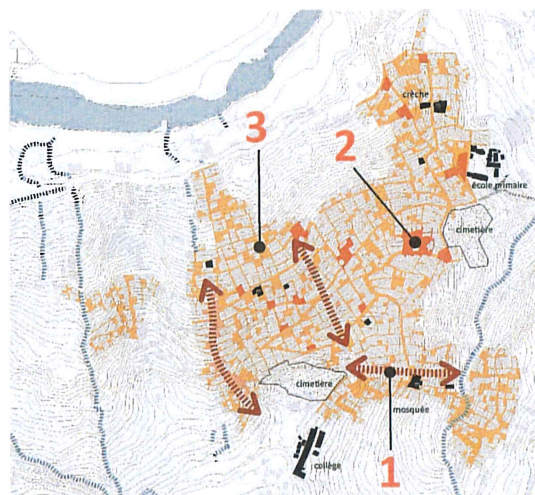 crèche
3
2
école primaire
cimetière
cimetière
mosquée
collège
1